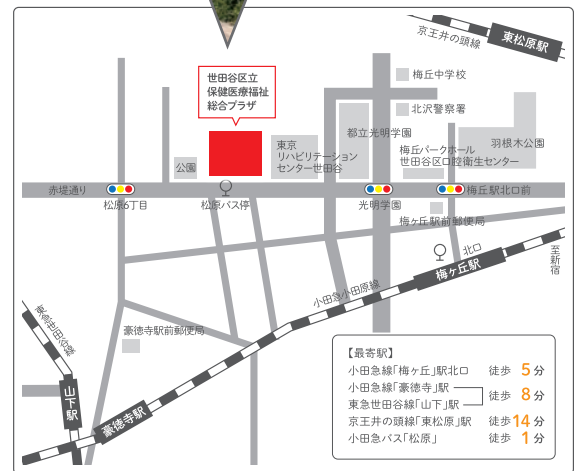 京王井の頭線
東松原駅
世田谷区立
保健医療福祉
総合プラザ
梅丘中学校
北沢警察署
都立光明学園
羽根木公園
東京
リハビリテーション
センター世田谷
公園
梅丘パークホール
世田谷区口腔衛生センター
赤堤通り
松原6丁目
松原バス停
光明学園
梅丘駅北口前
梅ヶ丘駅前郵便局
北口
至新宿
梅ヶ丘駅
小田急小田原線
東急世田谷線
豪徳寺駅前郵便局
山下駅
豪徳寺駅
【最寄駅】
小田急線「梅ヶ丘」駅北口 徒歩 5 分
小田急線「豪徳寺」駅
東急世田谷線「山下」駅 徒歩 8 分
京王井の頭線「東松原」駅 徒歩 14 分
小田急バス「松原」 徒歩 1 分